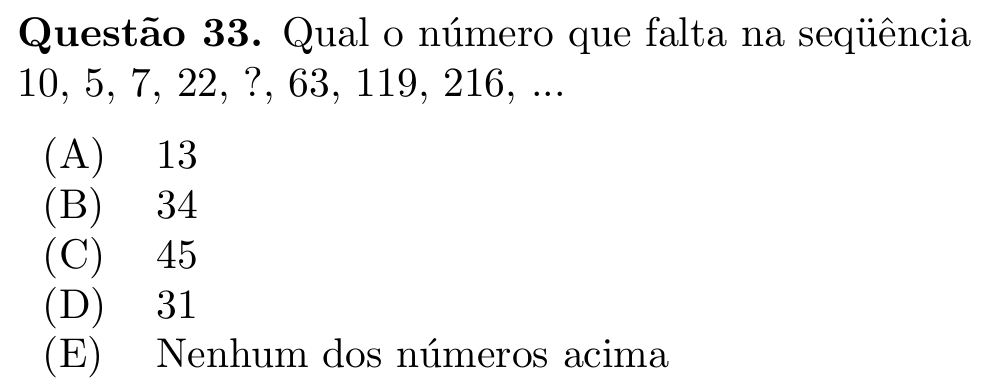 Questão 33. Qual o número que falta na seqüência
10, 5, 7, 22, ?, 63, 119, 216, ...
(A) 13
(B) 34
(C) 45
(D) 31
(E) Nenhum dos números acima